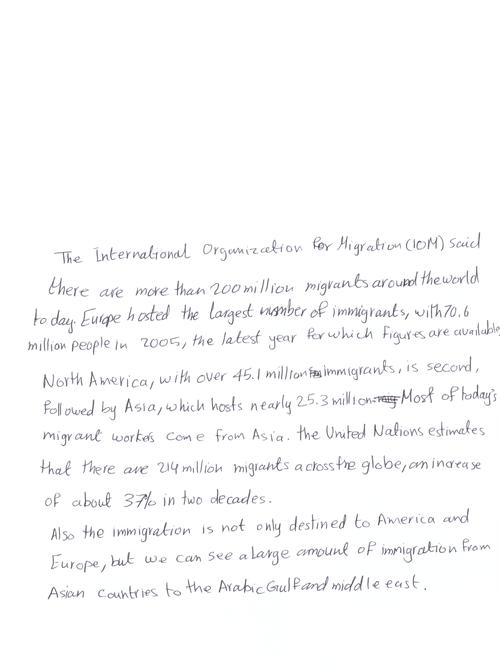 The International Organization for Migration (IOM) said
there are more than 200 million migrants around the world
today. Europe hosted the largest number of immigrants, with 70.6
million people in 2005, the latest year for which figures are available
North America, with over 45.1 million immigrants, is second,
followed by Asia, which hosts nearly 25.3 million. Most of today's
migrant workers come from Asia. the United Nations estimates
that there are 214 million migrants across the globe, an increase
of about 37% in two decades.
Also the immigration is not only destined to America and
Europe, but we can see a large amount of immigration from
Asian countries to the Arabic Gulf and middle east.